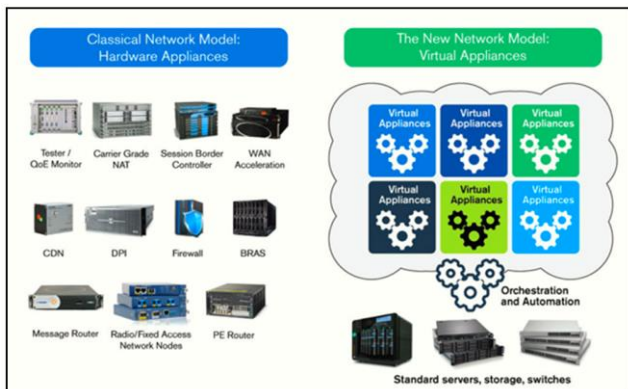 Classical Network Model:
Hardware Appliances
Tester /
QoE Monitor
Carrier Grade
NAT
Session Border
Controller
WAN
Acceleration
CDN
DPI
Firewall
BRAS
Message Router
Radio/Fixed Access
Network Nodes
PE Router
The New Network Model:
Virtual Appliances
Virtual
Appliances
Virtual
Appliances
Virtual
Appliances
Virtual
Appliances
Virtual
Appliances
Virtual
Appliances
Orchestration
and Automation
Standard servers, storage, switches